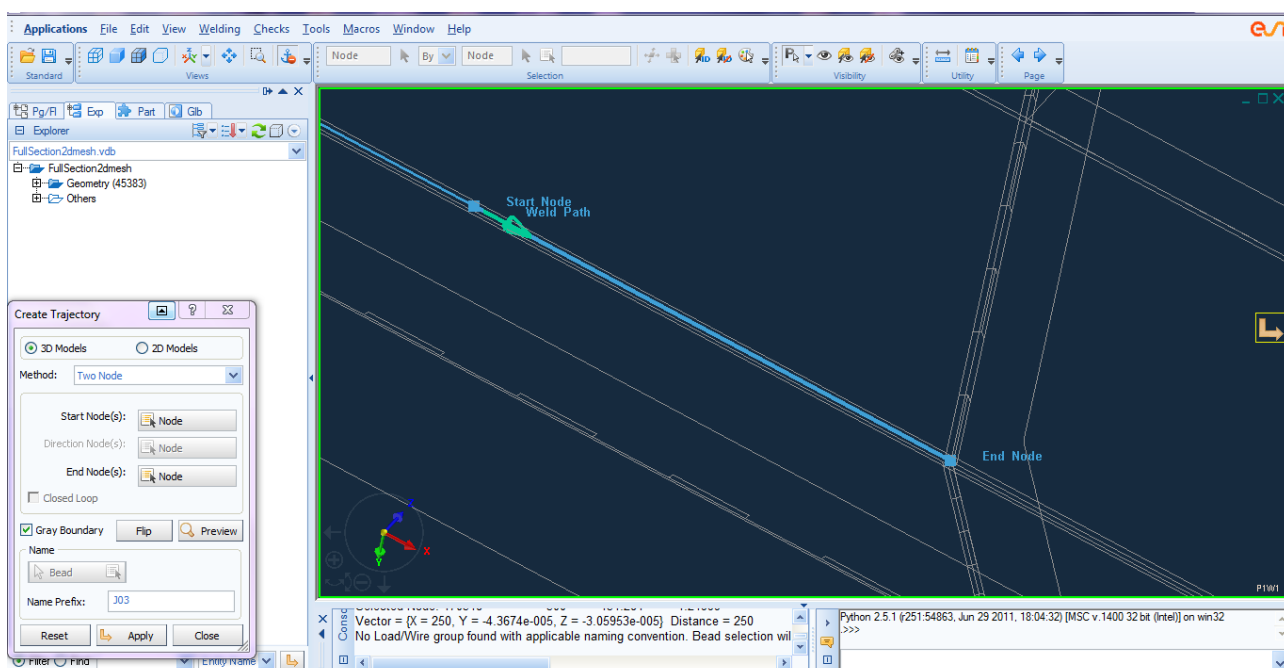 Applications File Edit View Welding Checks Tools Macros Window Help
esi
Node By Node
Standard Views Selection Visibility Utility Page
Pg/Fl Exp Part Glb
Explorer
FullSection2dmesh.vdb
FullSection2dmesh
Geometry (45383)
Others
Start Node
Weld Path
End Node
X
Y
P1W1
Create Trajectory
3D Models 2D Models
Method: Two Node
Start Node(s): Node
Direction Node(s): Node
End Node(s): Node
Closed Loop
Gray Boundary Flip Preview
Name
Bead
Name Prefix: J03
Reset Apply Close
Filter Find Entity Name
Conso
Vector = {X = 250, Y = -4.3674e-005, Z = -3.05953e-005} Distance = 250
No Load/Wire group found with applicable naming convention. Bead selection wil
Python 2.5.1 (r251:54863, Jun 29 2011, 18:04:32) [MSC v.1400 32 bit (Intel)] on win32
.>>>